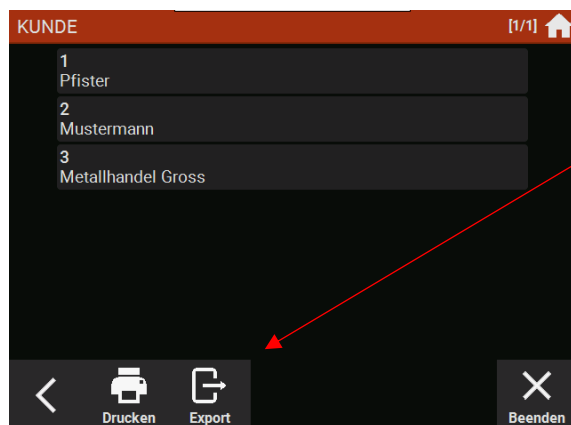 KUNDE [1/1]
1
Pfister
2
Mustermann
3
Metallhandel Gross
Drucken Export Beenden